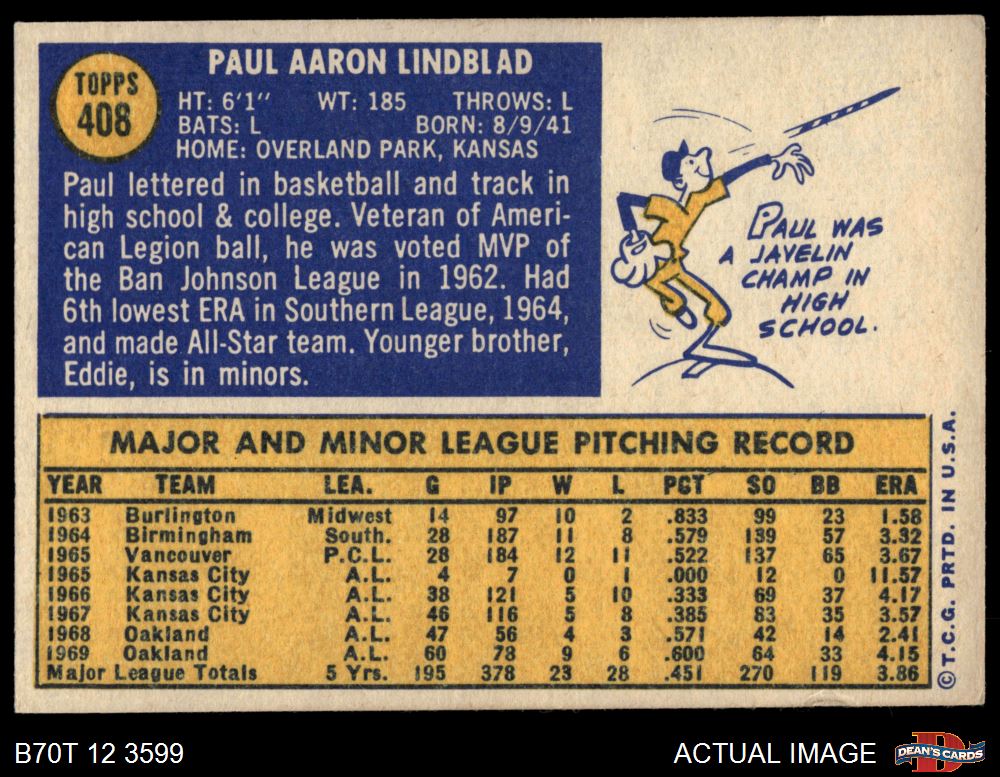 TOPPS
408
PAUL AARON LINDBLAD
HT: 6'1" WT: 185 THROWS: L
BATS: L BORN: 8/9/41
HOME: OVERLAND PARK, KANSAS
Paul lettered in basketball and track in
high school & college. Veteran of Ameri-
can Legion ball, he was voted MVP of
the Ban Johnson League in 1962. Had
6th lowest ERA in Southern League, 1964,
and made All-Star team. Younger brother,
Eddie, is in minors.
PAUL WAS
A JAVELIN
CHAMP IN
HIGH
SCHOOL.
MAJOR AND MINOR LEAGUE PITCHING RECORD
YEAR TEAM LEA. G IP W L PCT SO BB ERA
1963 Burlington Midwest 14 97 10 2 .833 99 23 1.58
1964 Birmingham South. 28 187 11 8 .579 139 57 3.32
1965 Vancouver P.C.L. 28 184 12 11 .522 137 65 3.67
1965 Kansas City A.L. 4 7 0 1 .000 12 0 11.57
1966 Kansas City A.L. 38 121 5 10 .333 69 37 4.17
1967 Kansas City A.L. 46 116 5 8 .385 83 35 3.57
1968 Oakland A.L. 47 56 4 3 .571 42 14 2.41
1969 Oakland A.L. 60 78 9 6 .600 64 33 4.15
Major League Totals 5 Yrs. 195 378 23 28 .451 270 119 3.86
© T.C.G. PRTD. IN U.S.A.
B70T 12 3599
ACTUAL IMAGE
DEAN'S CARDS